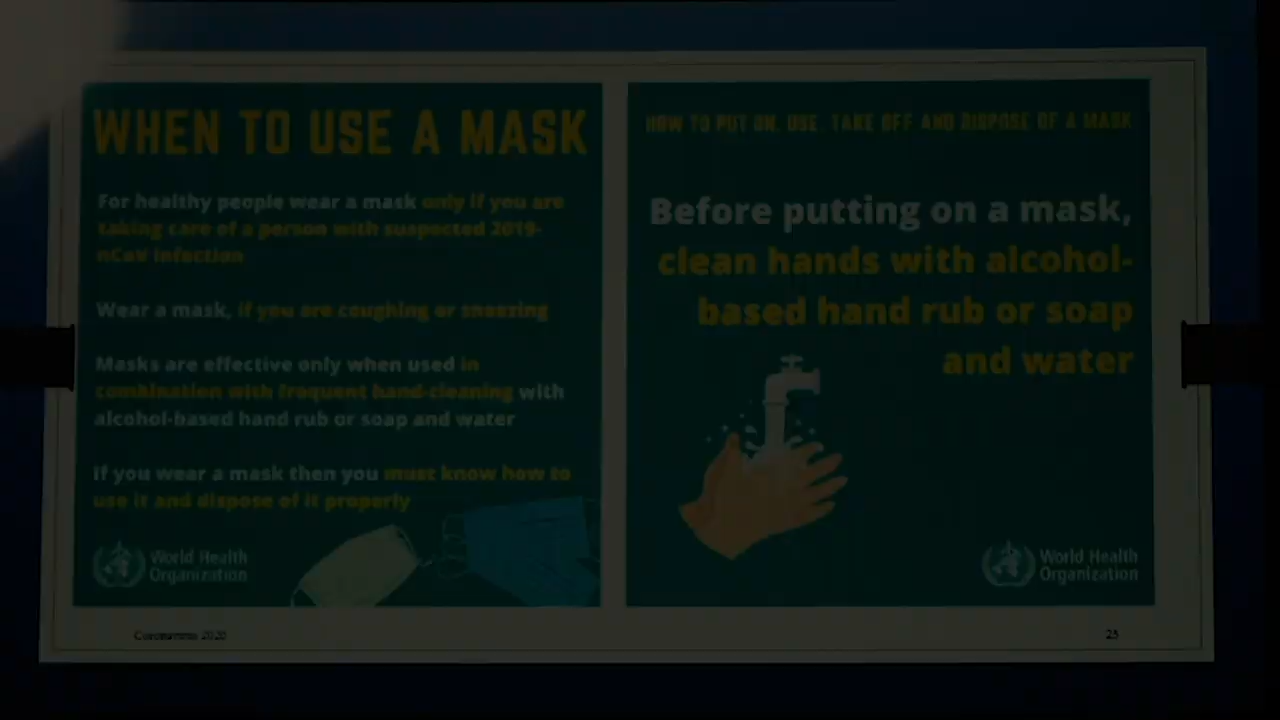 WHEN TO USE A MASK
For healthy people wear a mask only if you are
taking care of a person with suspected 2019-
nCoV infection
Wear a mask, if you are coughing or sneezing
Masks are effective only when used in
combination with frequent hand-cleaning with
alcohol-based hand rub or soap and water
If you wear a mask then you must know how to
use it and dispose of it properly
World Health
Organization
HOW TO PUT ON, USE, TAKE OFF AND DISPOSE OF A MASK
Before putting on a mask,
clean hands with alcohol-
based hand rub or soap
and water
World Health
Organization
Coronavirus 2020
25